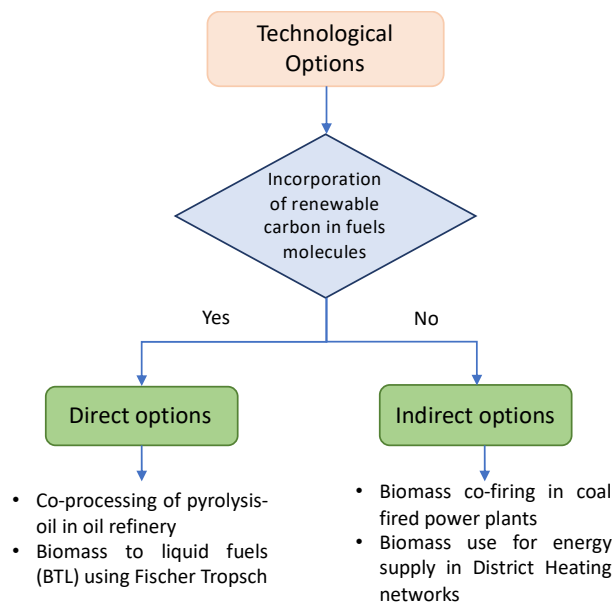 Technological
Options
Incorporation
of renewable
carbon in fuels
molecules
Yes
No
Direct options
Indirect options
• Co-processing of pyrolysis-
oil in oil refinery
• Biomass to liquid fuels
(BTL) using Fischer Tropsch
• Biomass co-firing in coal
fired power plants
• Biomass use for energy
supply in District Heating
networks